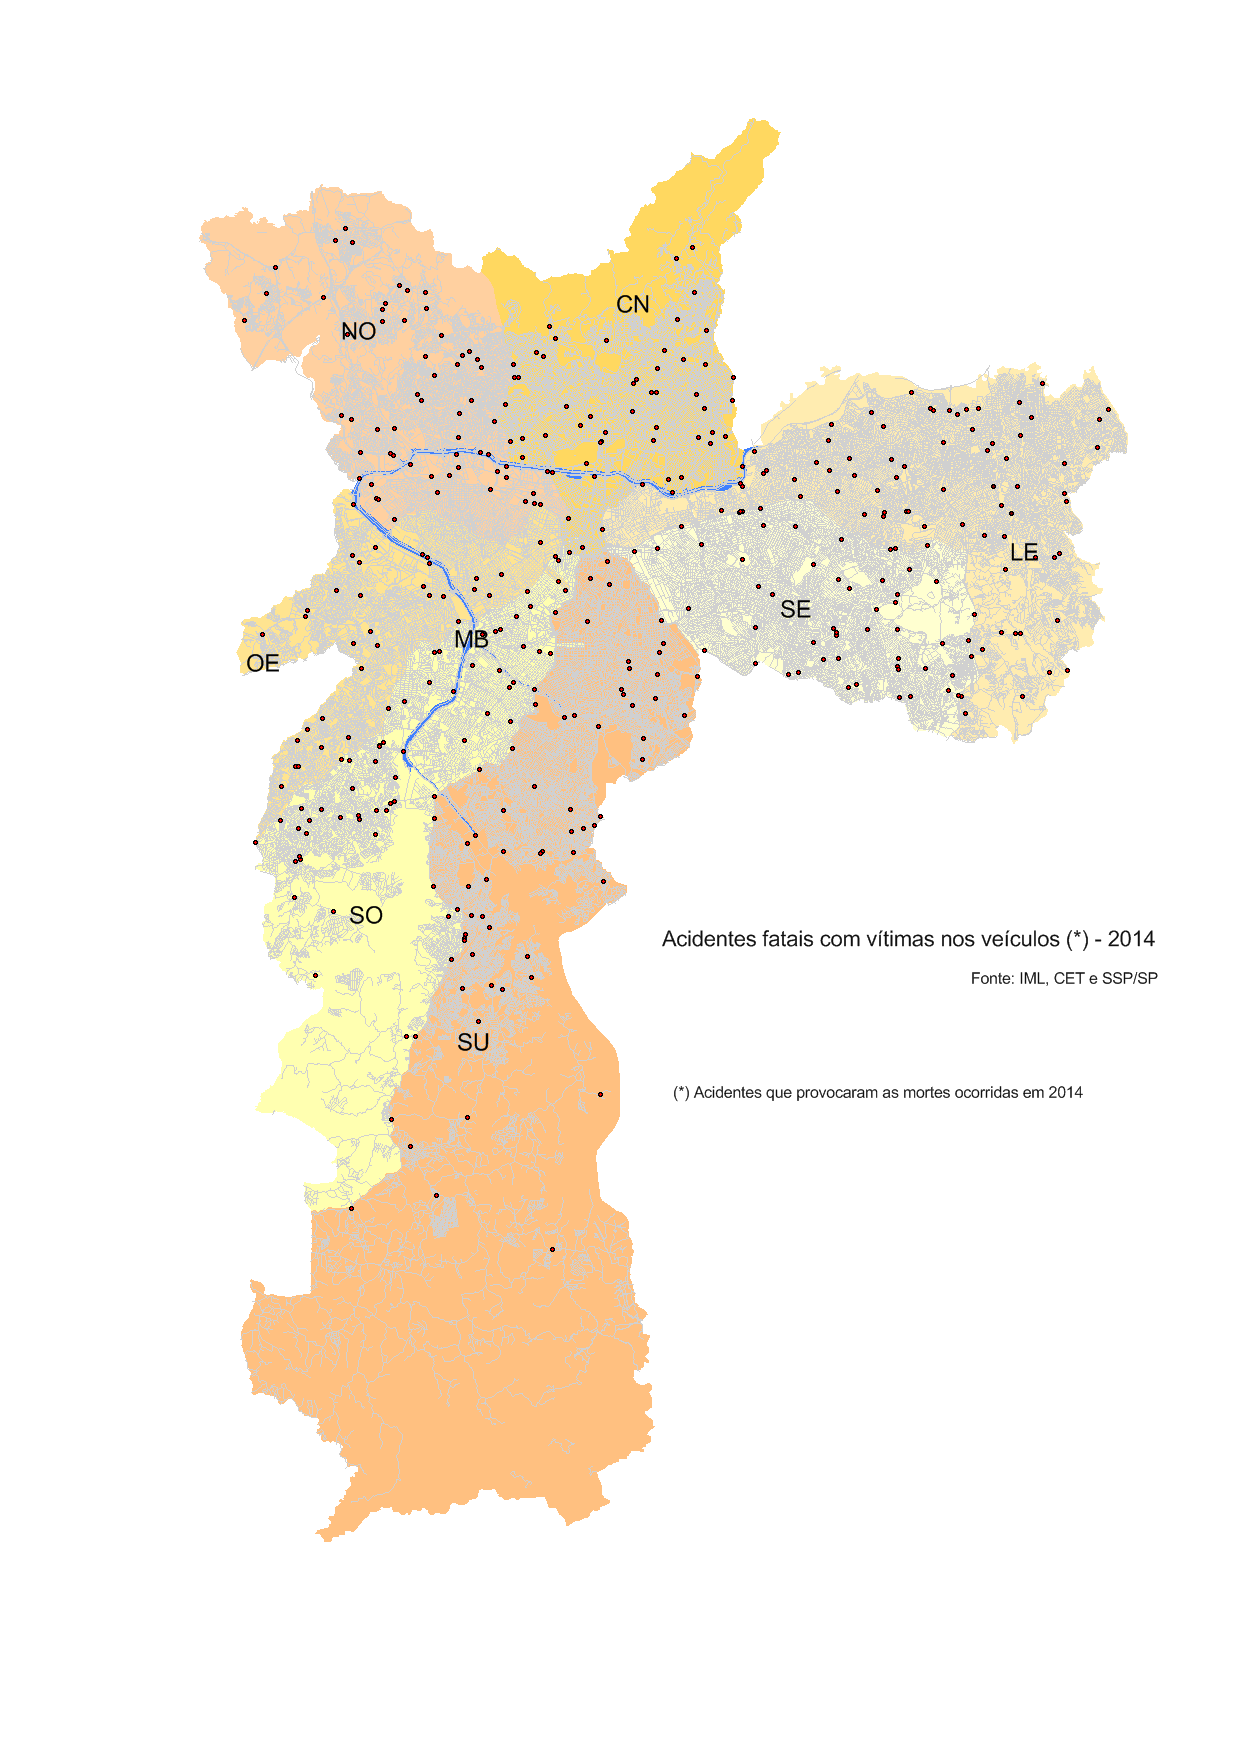 CN
NO
LE
SE
MB
OE
SO
Acidentes fatais com vítimas nos veículos (*) - 2014
Fonte: IML, CET e SSP/SP
SU
(*) Acidentes que provocaram as mortes ocorridas em 2014